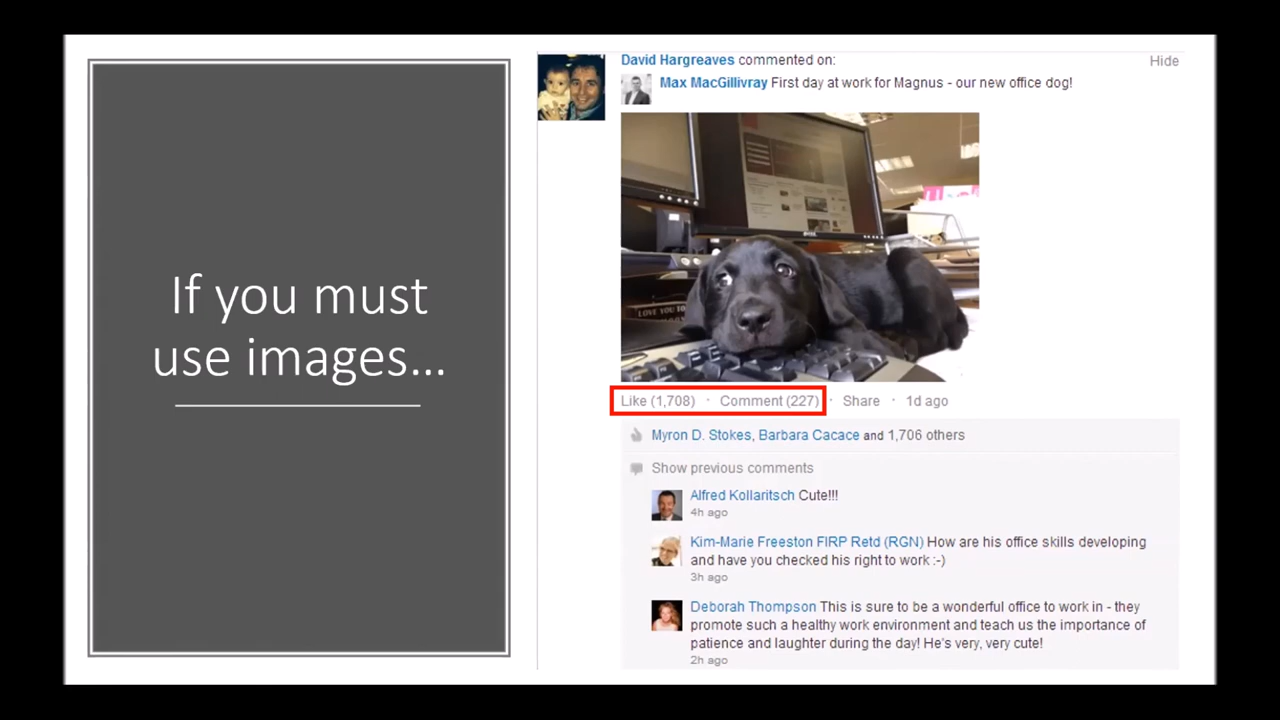 If you must
use images...
David Hargreaves commented on:
Hide
Max MacGillivray First day at work for Magnus - our new office dog!
LOVE YOU TO
Like (1,708) · Comment (227) · Share · 1d ago
Myron D. Stokes, Barbara Cacace and 1,706 others
Show previous comments
Alfred Kollaritsch Cute!!!
4h ago
Kim-Marie Freeston FIRP Retd (RGN) How are his office skills developing
and have you checked his right to work :-)
3h ago
Deborah Thompson This is sure to be a wonderful office to work in - they
promote such a healthy work environment and teach us the importance of
patience and laughter during the day! He's very, very cute!
2h ago